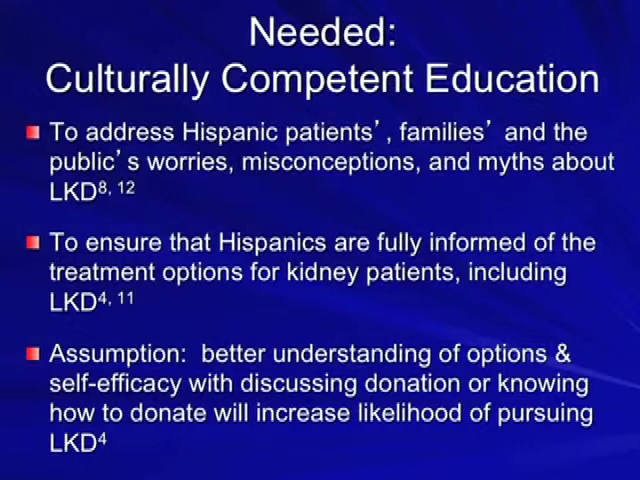 Needed:
Culturally Competent Education
To address Hispanic patients’, families’ and the
public’s worries, misconceptions, and myths about
LKD8, 12
To ensure that Hispanics are fully informed of the
treatment options for kidney patients, including
LKD4, 11
Assumption:  better understanding of options &
self-efficacy with discussing donation or knowing
how to donate will increase likelihood of pursuing
LKD4